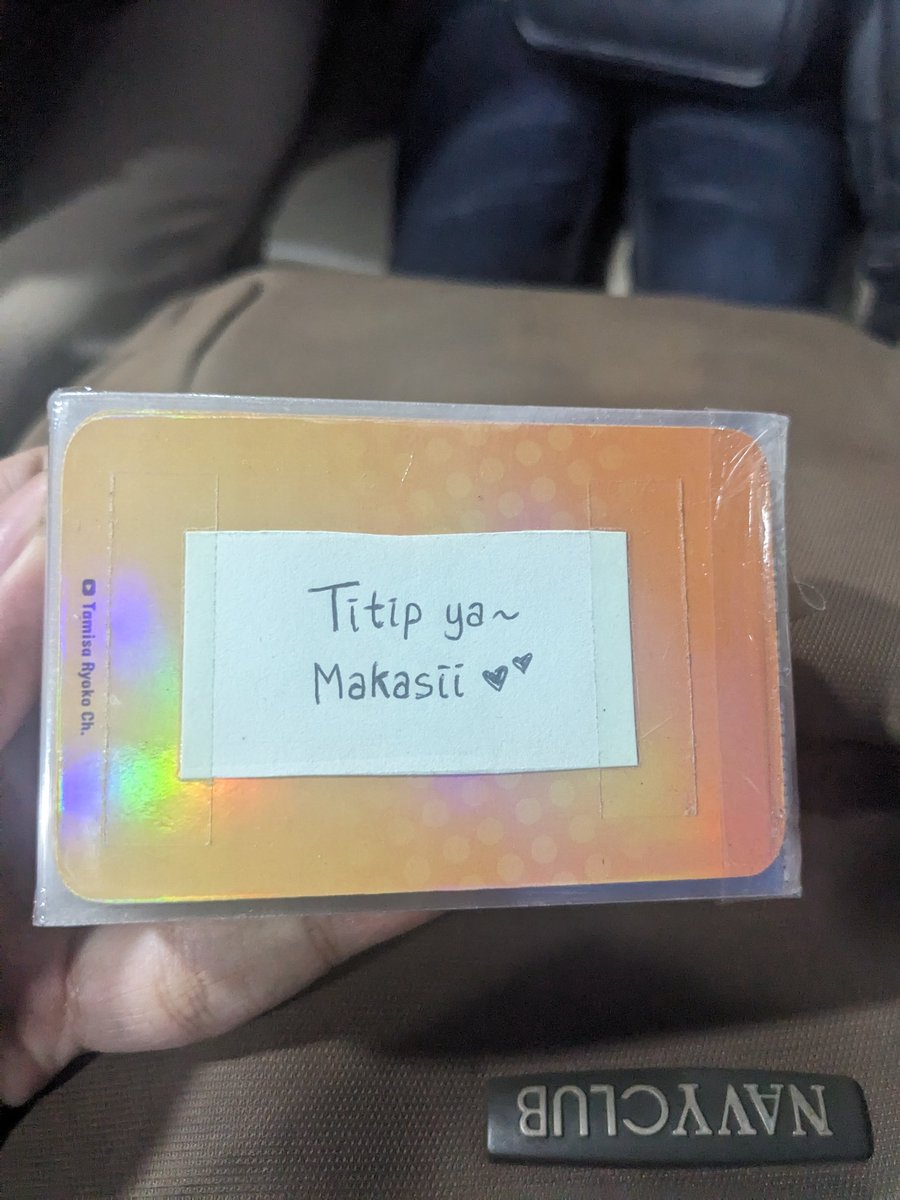 Titip ya~
Makasii ♥♥
Tamisa Ryoko Ch.
NAVYCLUB